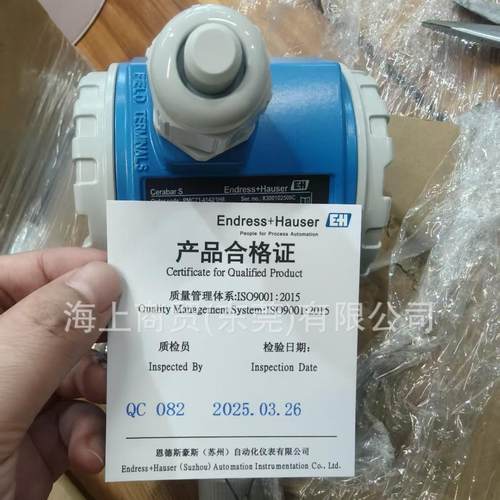 FIELD TERMINALS
Cerabar S
Endress+Hauser EH
Endress+Hauser EH
People for Process Automation
产品合格证
Certificate for Qualified Product
质量管理体系:ISO9001:2015
Quality Management System:ISO9001:2015
海上商贸(东莞)有限公司
质检员 检验日期:
Inspected By Inspection Date
QC 082 2025.03.26
恩德斯豪斯（苏州）自动化仪表有限公司
Endress+Hauser (Suzhou) Automation Instrumentation Co., Ltd.